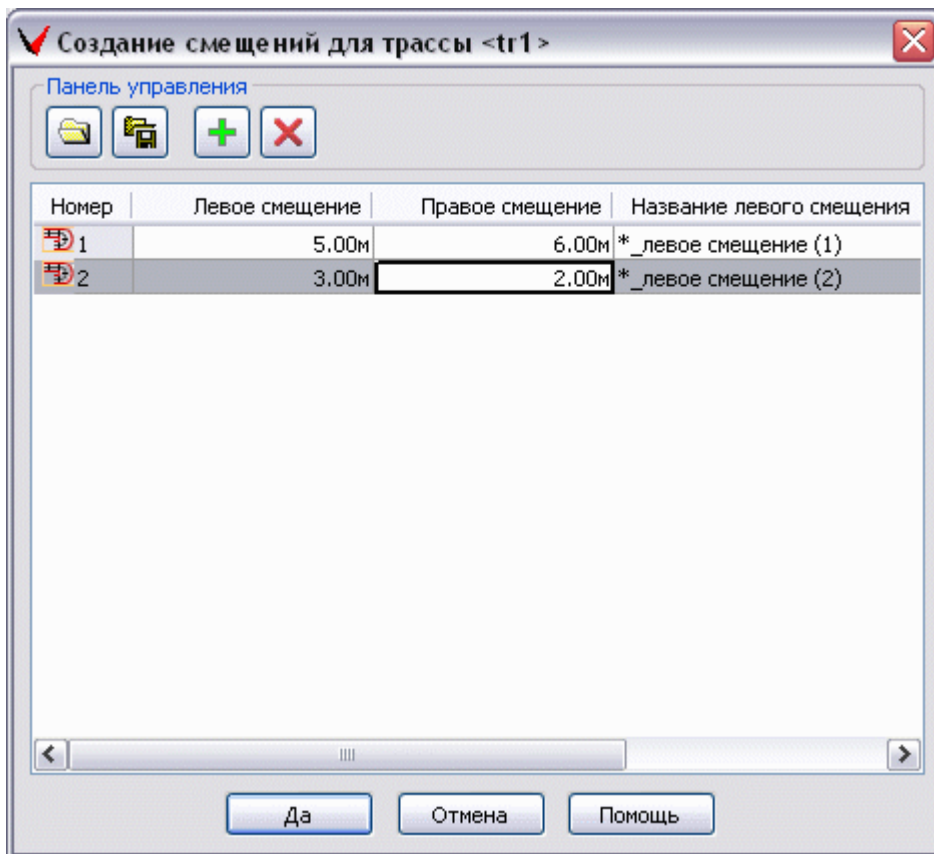 Создание смещений для трассы <tr1>
Панель управления
Номер Левое смещение Правое смещение Название левого смещения
1 5.00м 6.00м *_левое смещение (1)
2 3.00м 2.00м *_левое смещение (2)
Да Отмена Помощь